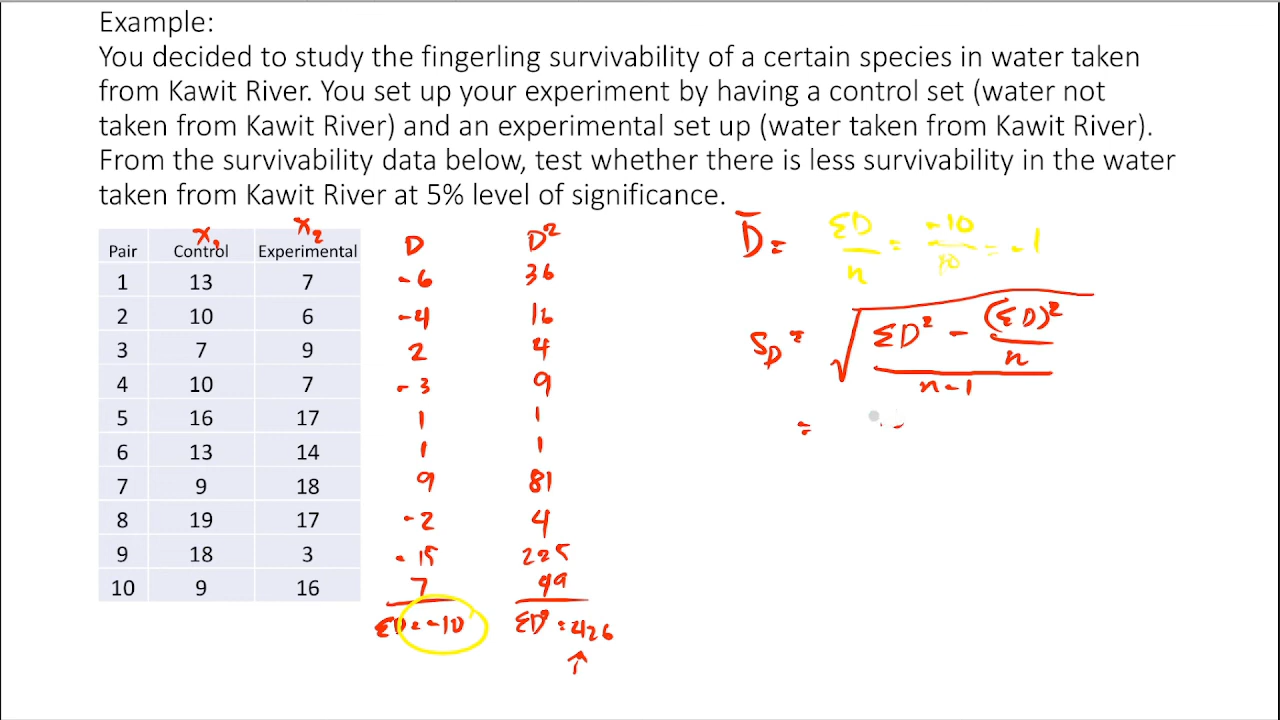 Example:
You decided to study the fingerling survivability of a certain species in water taken
from Kawit River. You set up your experiment by having a control set (water not
taken from Kawit River) and an experimental set up (water taken from Kawit River).
From the survivability data below, test whether there is less survivability in the water
taken from Kawit River at 5% level of significance.
X₁ X₂ D D²
Pair Control Experimental
1 13 7 -6 36
2 10 6 -4 16
3 7 9 2 4
4 10 7 -3 9
5 16 17 1 1
6 13 14 1 1
7 9 18 9 81
8 19 17 -2 4
9 18 3 -15 225
10 9 16 7 49
ΣD = -10 ΣD² = 426
D̄ = ΣD/n = -10/10 = -1
S_D = √((ΣD² - (ΣD)²/n)/(n-1))
=